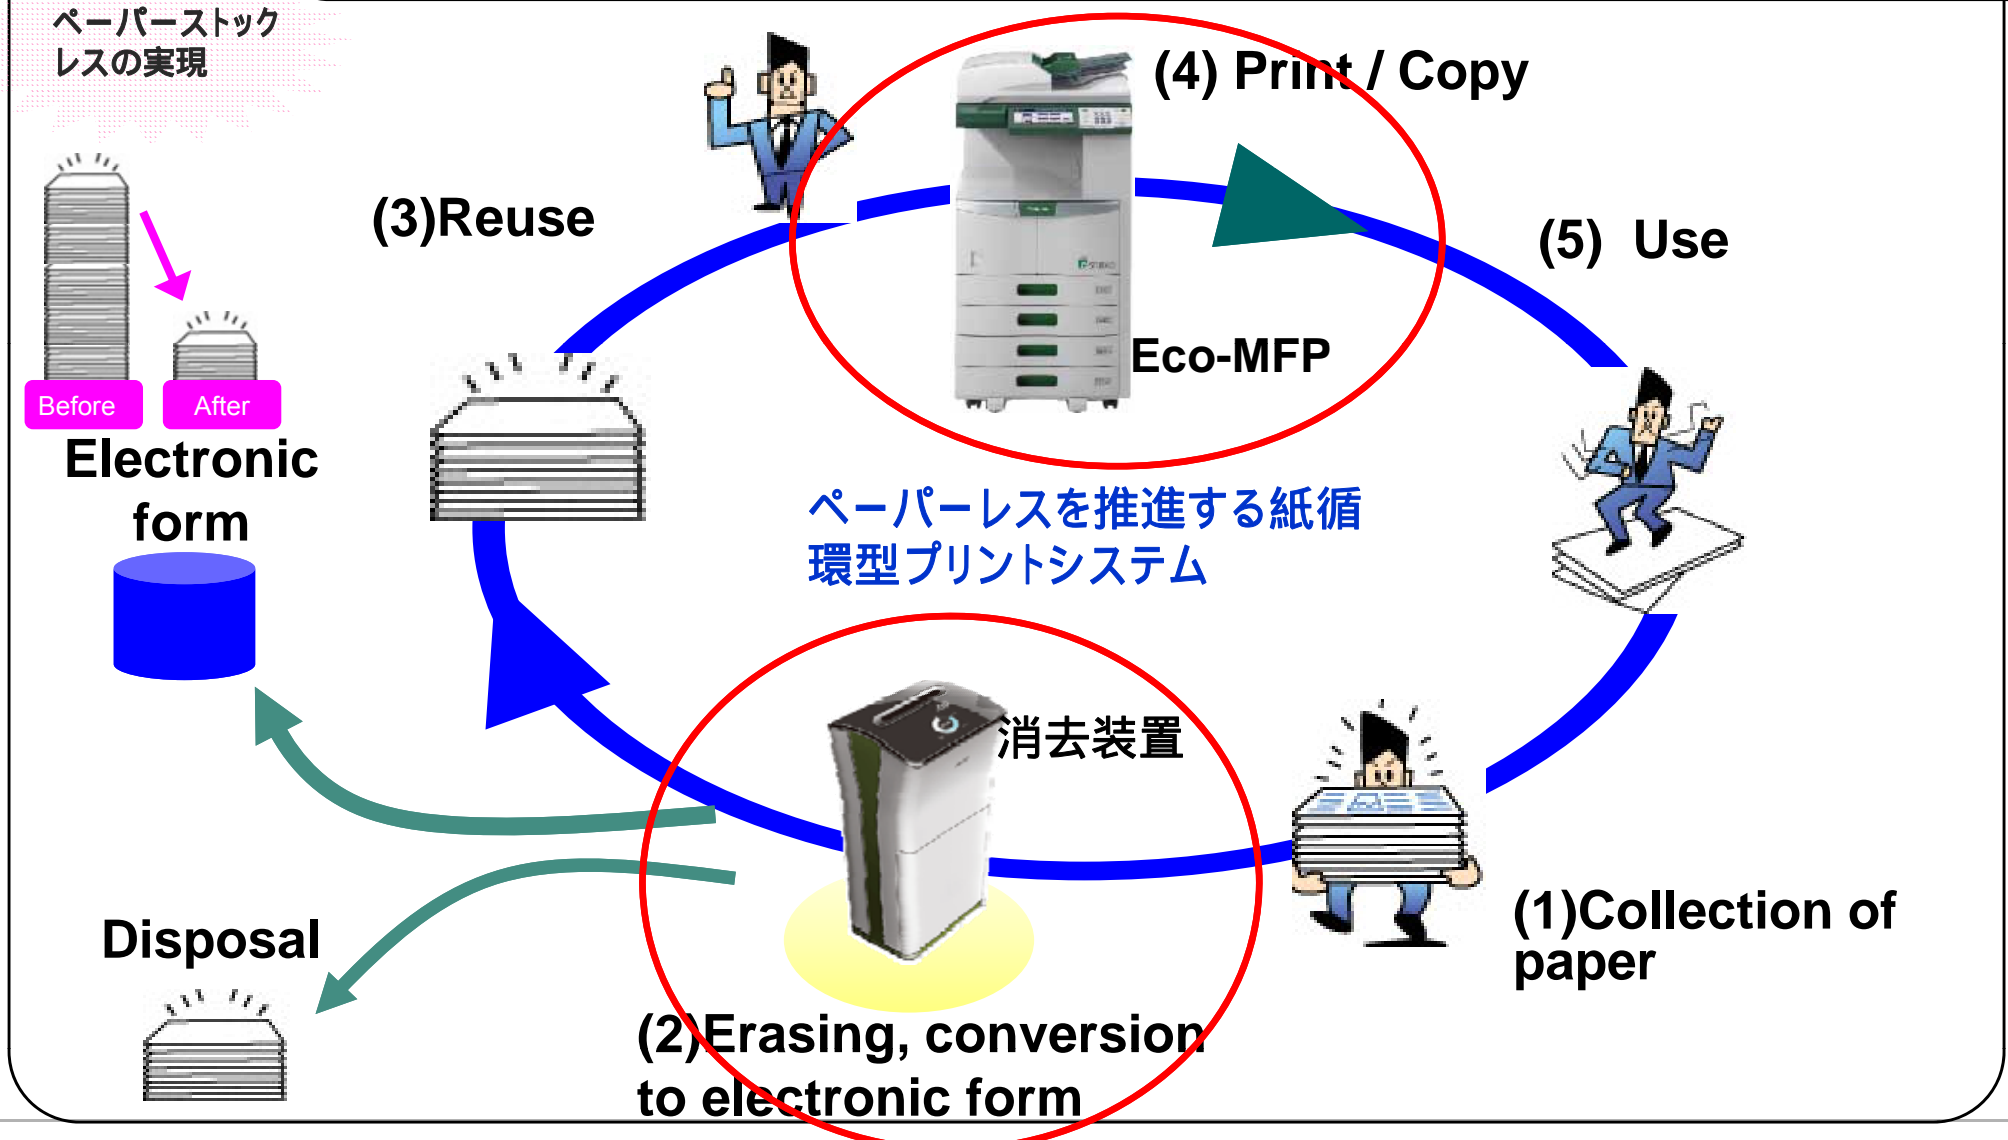 ペーパーストック
レスの実現
(4) Print / Copy
(3)Reuse
(5) Use
Eco-MFP
Before
After
Electronic
form
ペーパーレスを推進する紙循
環型プリントシステム
消去装置
Disposal
(1)Collection of
paper
(2)Erasing, conversion
to electronic form